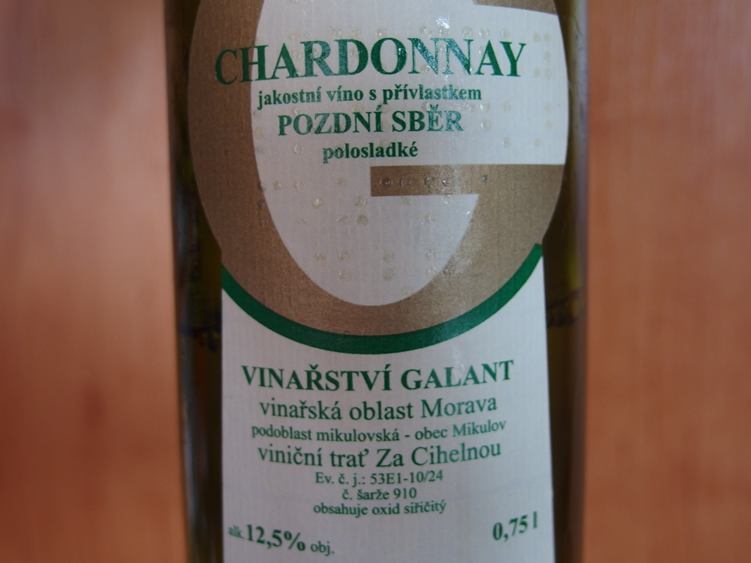 CHARDONNAY
jakostní víno s přívlastkem
POZDNÍ SBĚR
polosladké
VINAŘSTVÍ GALANT
vinařská oblast Morava
podoblast mikulovská - obec Mikulov
viniční trať Za Cihelnou
Ev. č. j.: 53E1-10/24
č. šarže 910
obsahuje oxid siřičitý
alk. 12,5% obj.
0,75 l